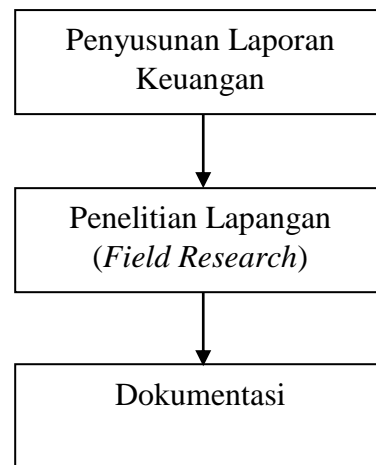 Penyusunan Laporan
Keuangan
Penelitian Lapangan
(Field Research)
Dokumentasi